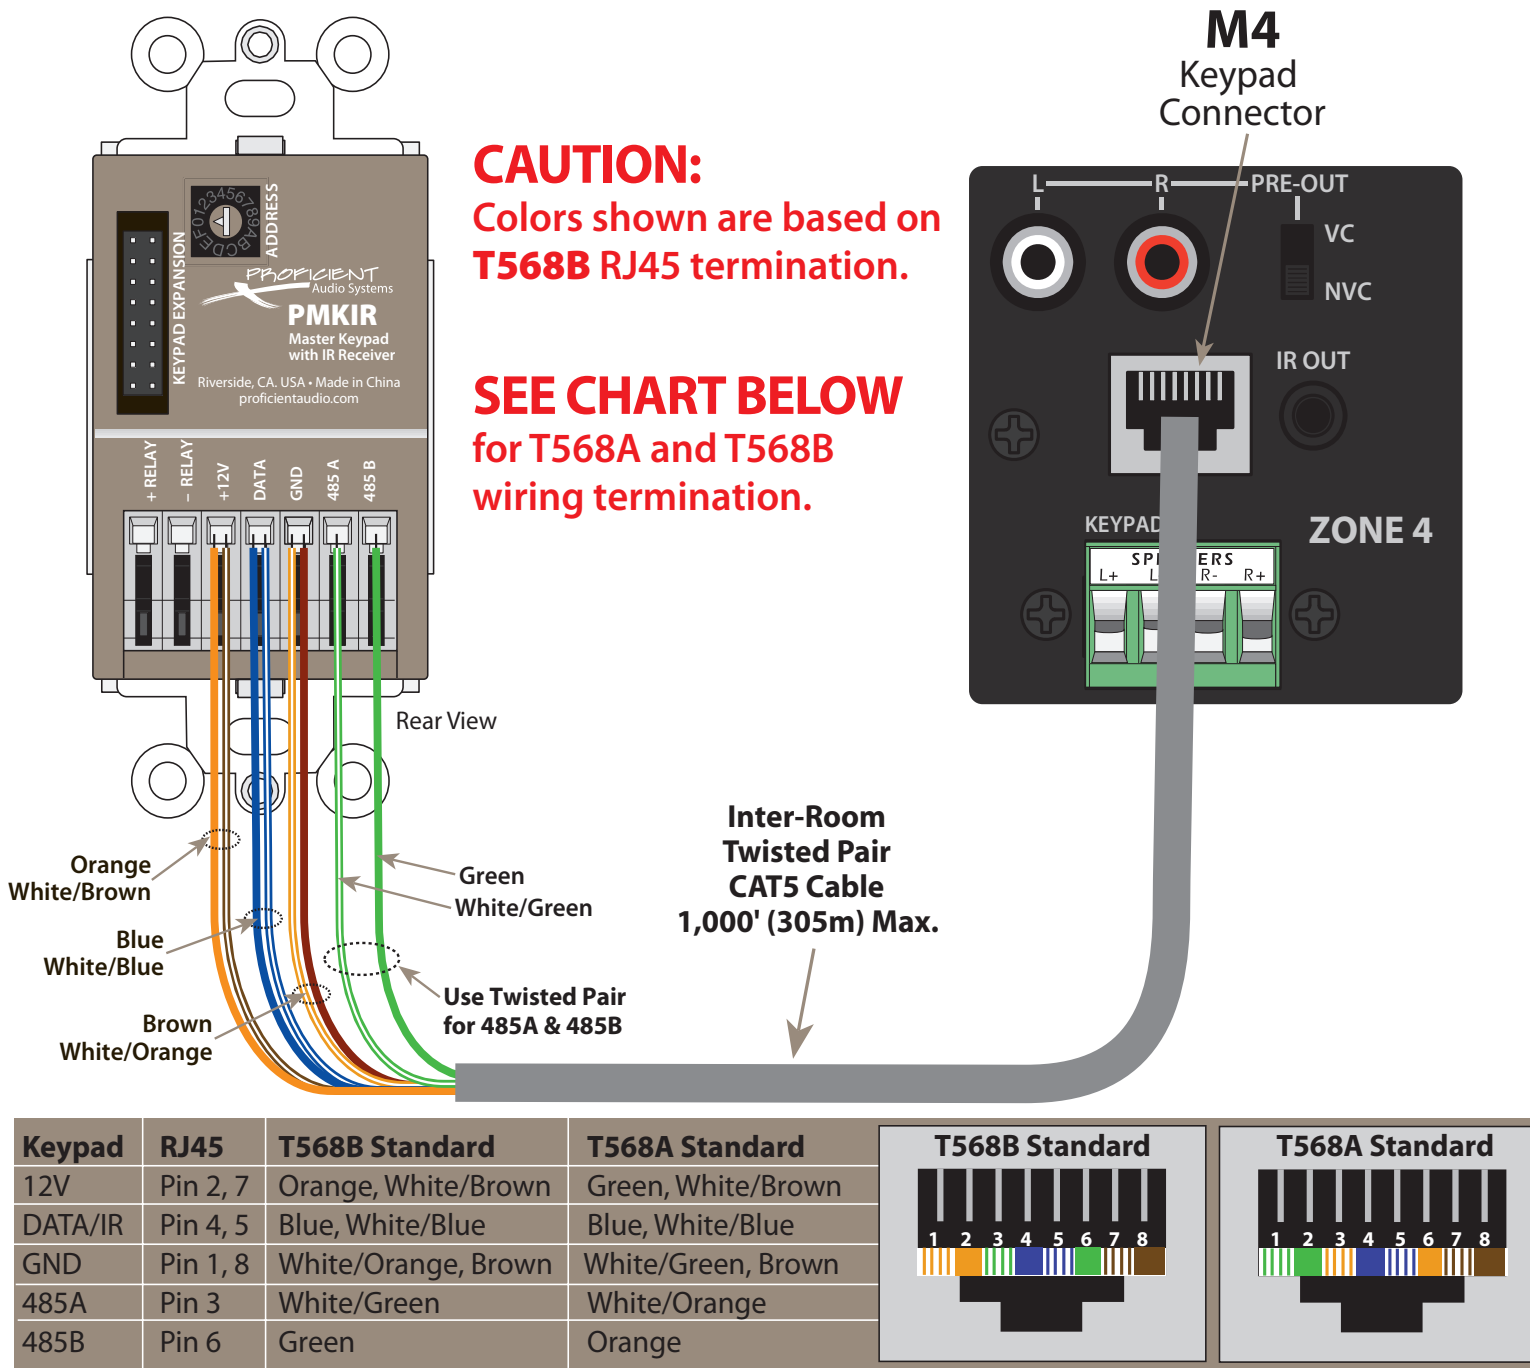 M4
Keypad
Connector
CAUTION:
Colors shown are based on
T568B RJ45 termination.
SEE CHART BELOW
for T568A and T568B
wiring termination.
0123456789ABCDEF
ADDRESS
KEYPAD EXPANSION
PROFICIENT
Audio Systems
PMKIR
Master Keypad
with IR Receiver
Riverside, CA. USA • Made in China
proficientaudio.com
+ RELAY
– RELAY
+12V
DATA
GND
485 A
485 B
L R PRE-OUT
VC
NVC
IR OUT
KEYPAD
ZONE 4
L+ R- R+
Rear View
Orange
White/Brown
Blue
White/Blue
Brown
White/Orange
Green
White/Green
Use Twisted Pair
for 485A & 485B
Inter-Room
Twisted Pair
CAT5 Cable
1,000' (305m) Max.
Keypad RJ45 T568B Standard T568A Standard
12V Pin 2, 7 Orange, White/Brown Green, White/Brown
DATA/IR Pin 4, 5 Blue, White/Blue Blue, White/Blue
GND Pin 1, 8 White/Orange, Brown White/Green, Brown
485A Pin 3 White/Green White/Orange
485B Pin 6 Green Orange
T568B Standard
1 2 3 4 5 6 7 8
T568A Standard
1 2 3 4 5 6 7 8